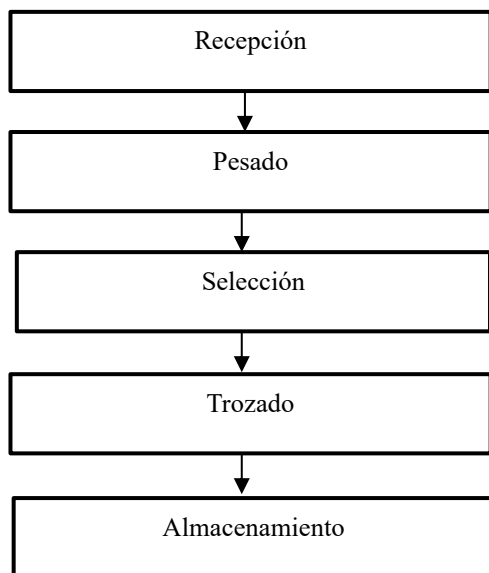 Recepción
Pesado
Selección
Trozado
Almacenamiento